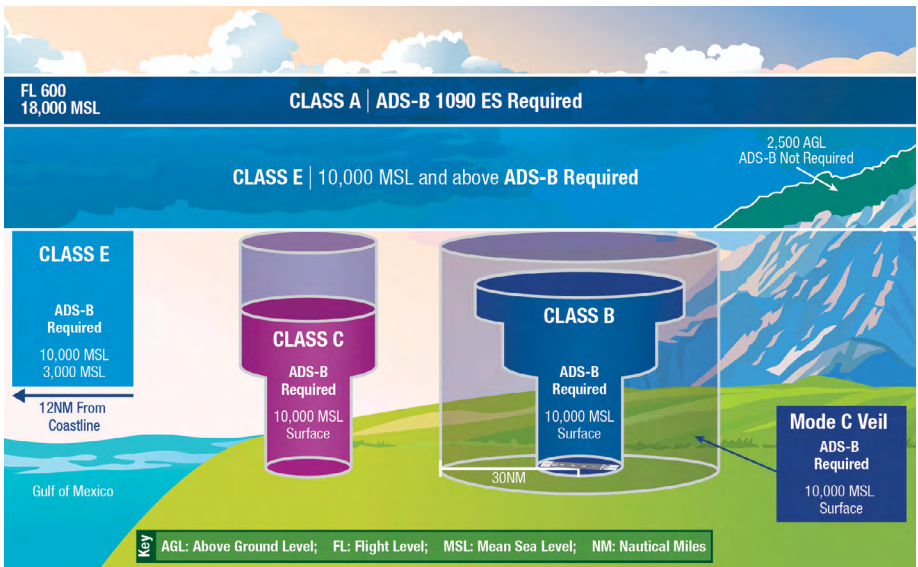 FL 600
18,000 MSL
CLASS A | ADS-B 1090 ES Required
2,500 AGL
ADS-B Not Required
CLASS E | 10,000 MSL and above ADS-B Required
CLASS E
ADS-B
Required
10,000 MSL
3,000 MSL
12NM From
Coastline
Gulf of Mexico
CLASS C
ADS-B
Required
10,000 MSL
Surface
CLASS B
ADS-B
Required
10,000 MSL
Surface
30NM
Mode C Veil
ADS-B
Required
10,000 MSL
Surface
Key
AGL: Above Ground Level; FL: Flight Level; MSL: Mean Sea Level; NM: Nautical Miles